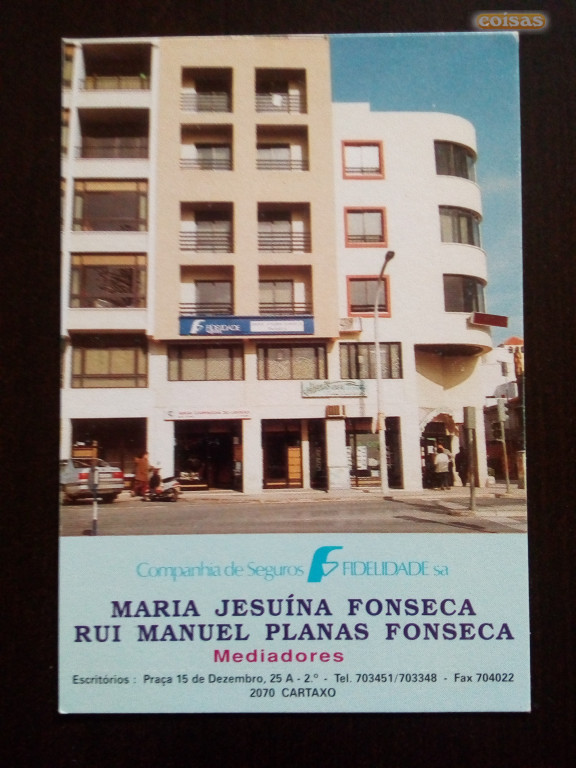 coisas
FIDELIDADE
Companhia de Seguros FIDELIDADE sa
MARIA JESUÍNA FONSECA
RUI MANUEL PLANAS FONSECA
Mediadores
Escritórios : Praça 15 de Dezembro, 25 A - 2.º - Tel. 703451/703348 - Fax 704022
2070 CARTAXO